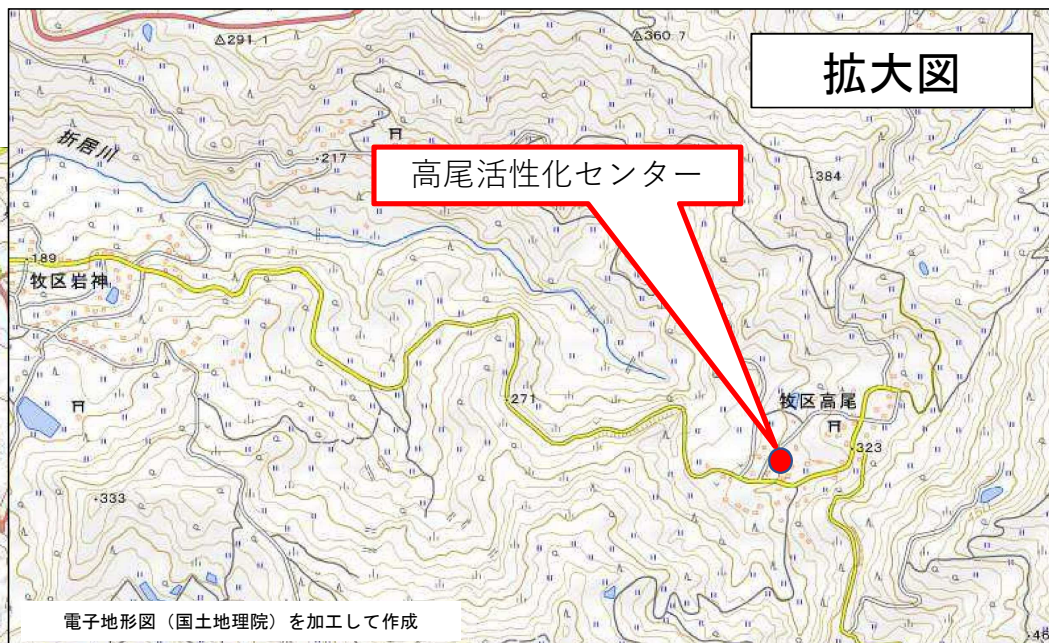 △291.1
△360.7
拡大図
折居川
・217
高尾活性化センター
・384
・189
牧区岩神
・271
牧区高尾
・323
・333
電子地形図（国土地理院）を加工して作成